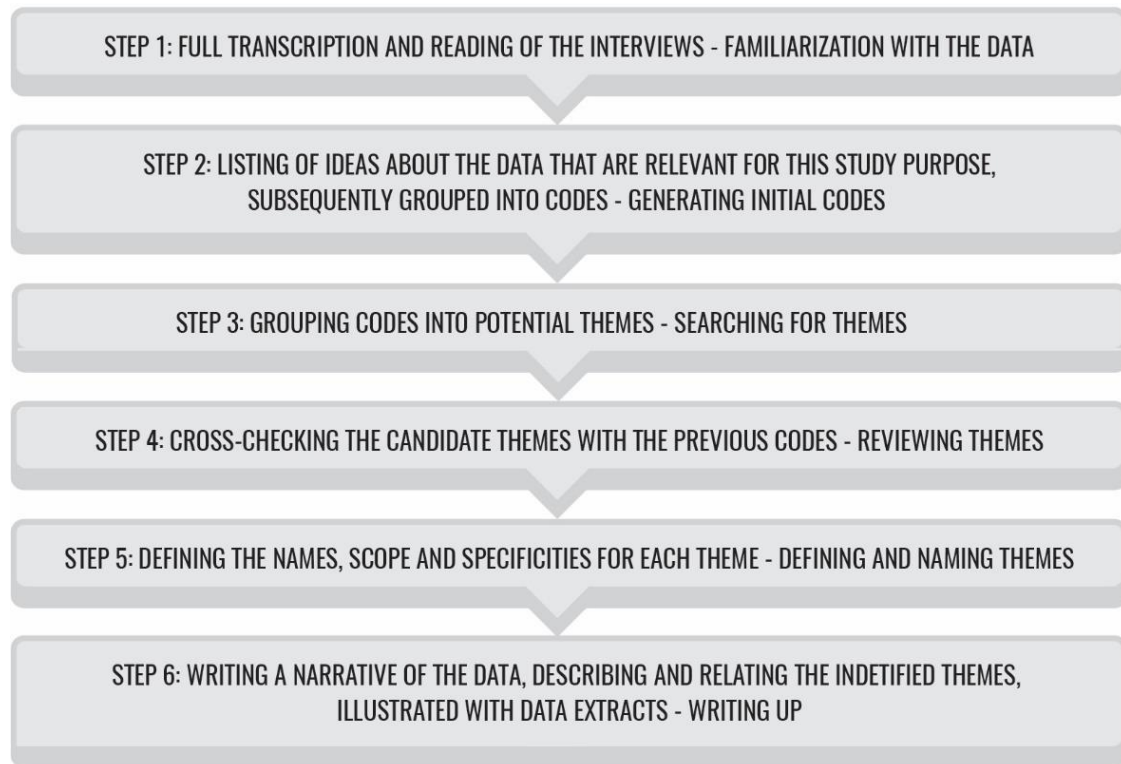 STEP 1: FULL TRANSCRIPTION AND READING OF THE INTERVIEWS - FAMILIARIZATION WITH THE DATA
STEP 2: LISTING OF IDEAS ABOUT THE DATA THAT ARE RELEVANT FOR THIS STUDY PURPOSE,
SUBSEQUENTLY GROUPED INTO CODES - GENERATING INITIAL CODES
STEP 3: GROUPING CODES INTO POTENTIAL THEMES - SEARCHING FOR THEMES
STEP 4: CROSS-CHECKING THE CANDIDATE THEMES WITH THE PREVIOUS CODES - REVIEWING THEMES
STEP 5: DEFINING THE NAMES, SCOPE AND SPECIFICITIES FOR EACH THEME - DEFINING AND NAMING THEMES
STEP 6: WRITING A NARRATIVE OF THE DATA, DESCRIBING AND RELATING THE INDETIFIED THEMES,
ILLUSTRATED WITH DATA EXTRACTS - WRITING UP